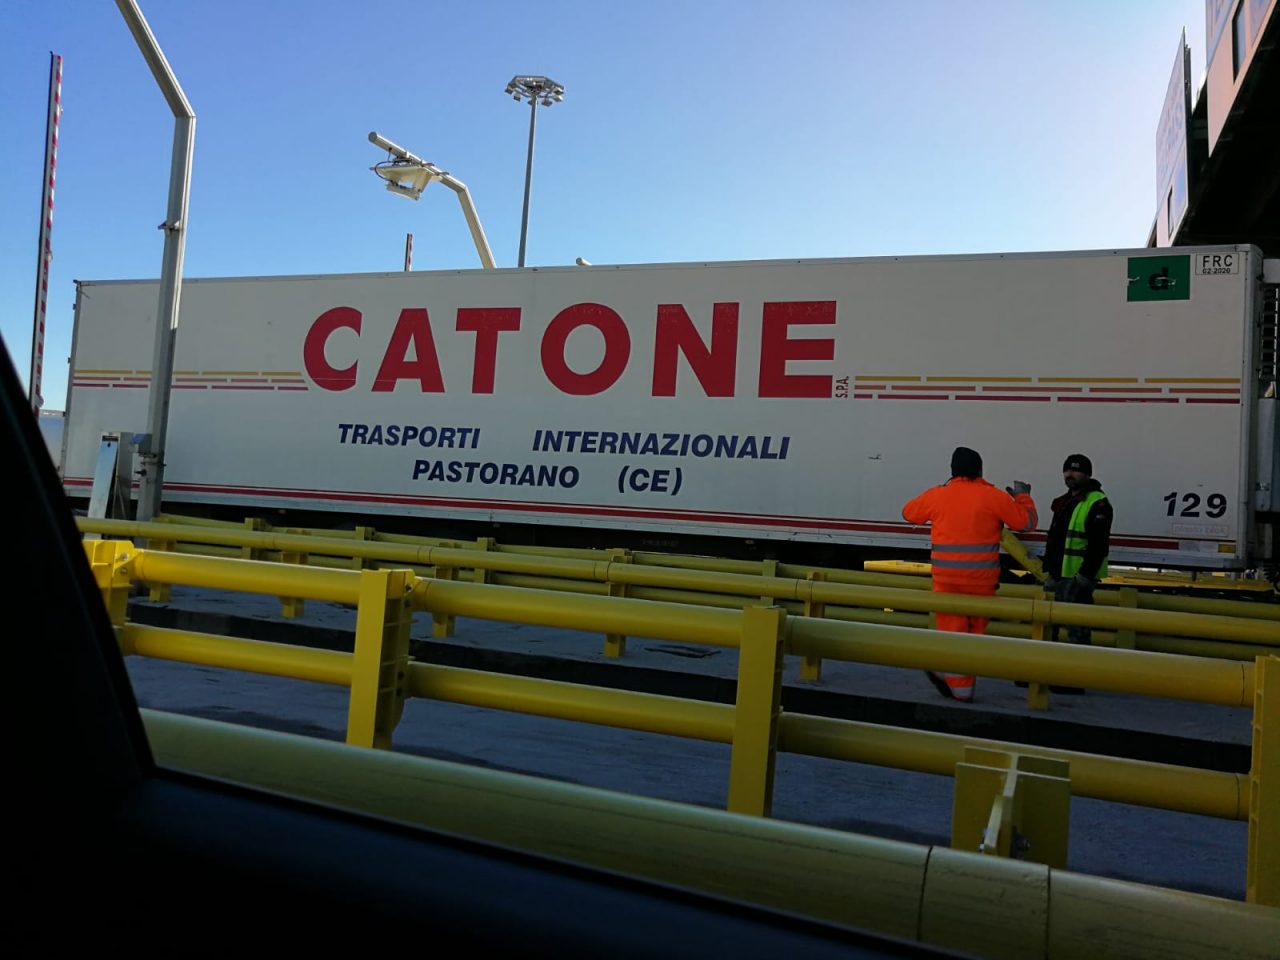 d
FRC
02-2020
CATONE S.P.A.
TRASPORTI INTERNAZIONALI
PASTORANO (CE)
129